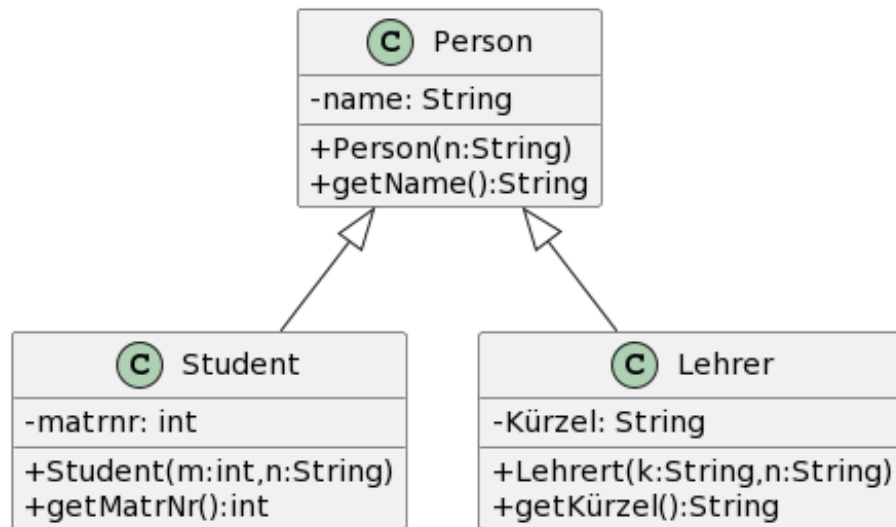 C Person
-name: String
+Person(n:String)
+getName():String
C Student
-matrnr: int
+Student(m:int,n:String)
+getMatrNr():int
C Lehrer
-Kürzel: String
+Lehrert(k:String,n:String)
+getKürzel():String